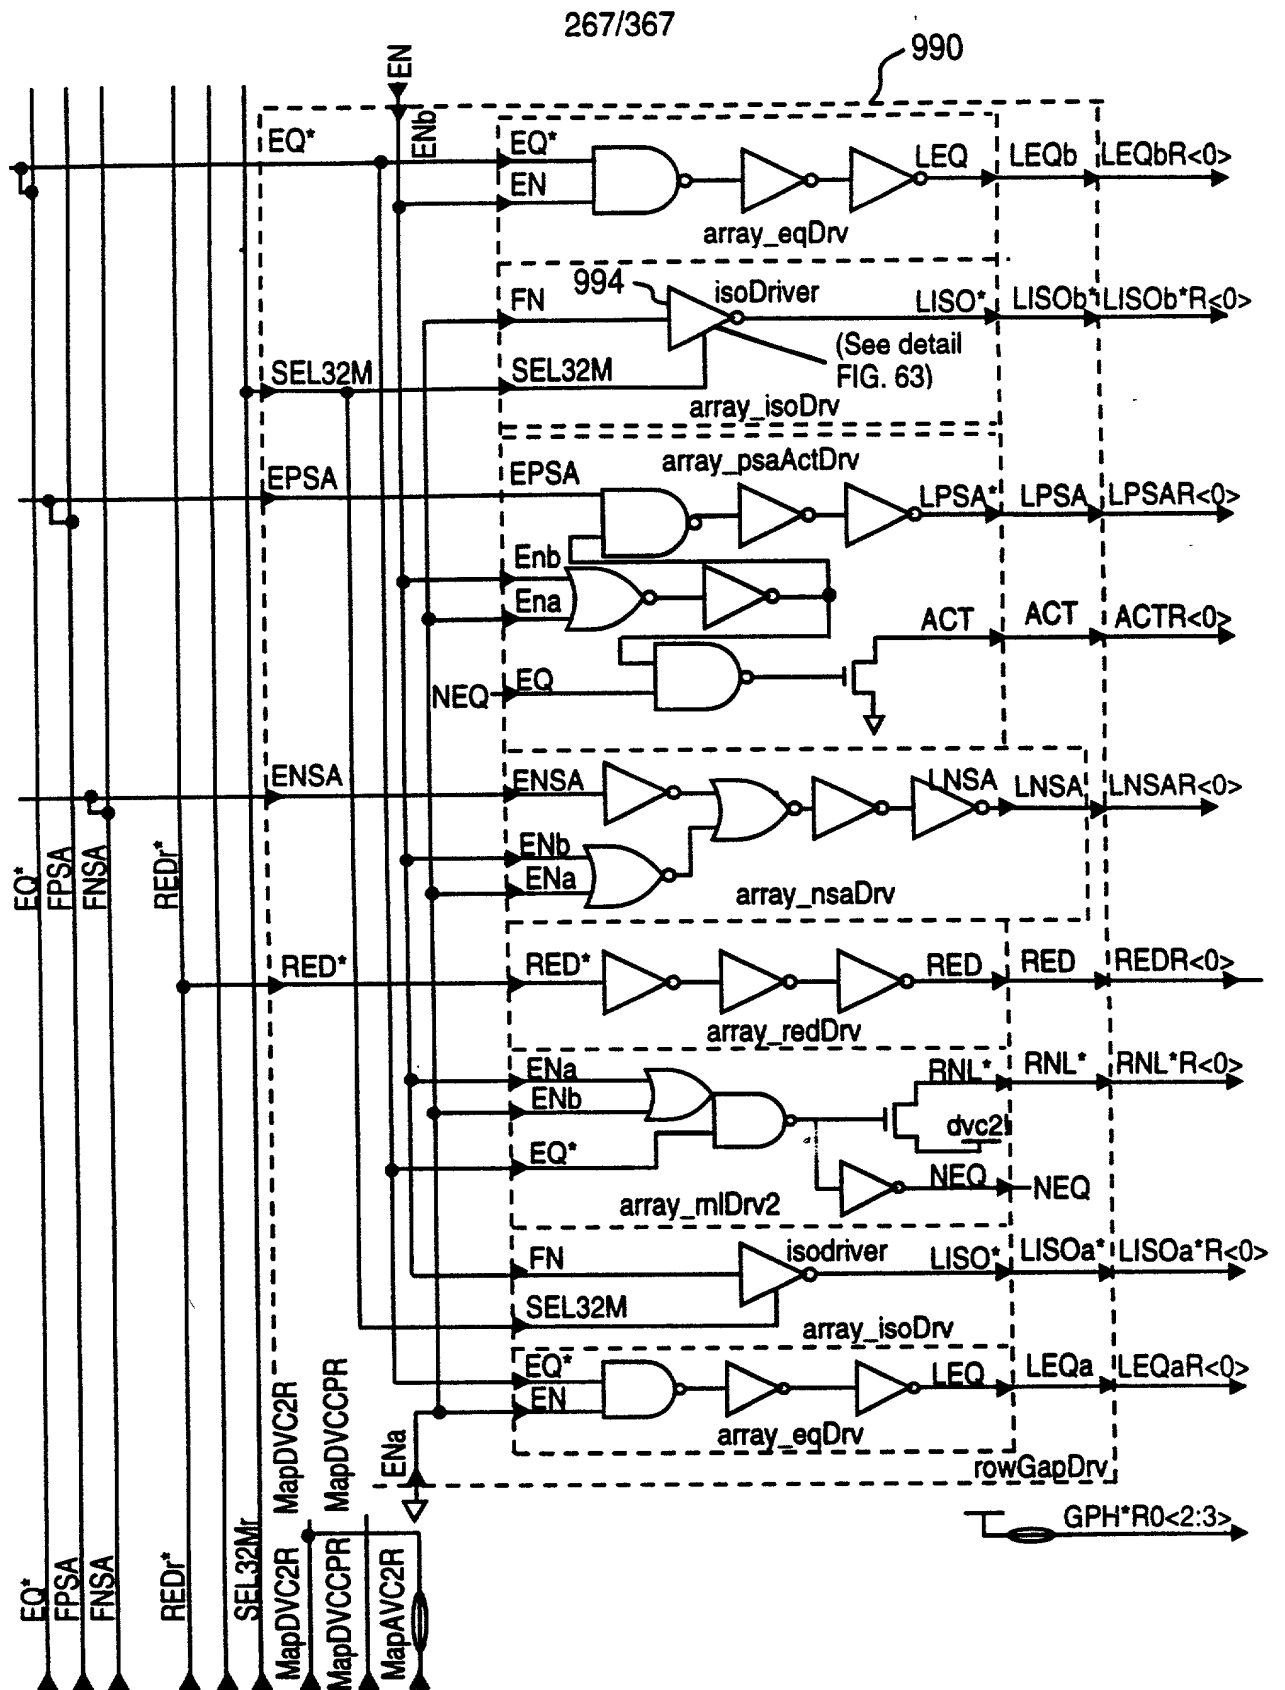 267/367
990
EN
ENb
EQ*
EQ*
EN
LEQ
LEQb
LEQbR<0>
array_eqDrv
994
isoDriver
FN
LISO*
LISOb*
LISOb*R<0>
(See detail
FIG. 63)
SEL32M
SEL32M
array_isoDrv
array_psaActDrv
EPSA
EPSA
LPSA*
LPSA
LPSAR<0>
Enb
Ena
ACT
ACT
ACTR<0>
NEQ
EQ
ENSA
ENSA
LNSA
LNSA
LNSAR<0>
ENb
ENa
array_nsaDrv
EQ*
FPSA
FNSA
REDr*
RED*
RED*
RED
RED
REDR<0>
array_redDrv
ENa
ENb
RNL*
RNL*
RNL*R<0>
dvc2l
EQ*
NEQ
NEQ
array_rnlDrv2
FN
isodriver
LISO*
LISOa*
LISOa*R<0>
SEL32M
array_isoDrv
EQ*
EN
LEQ
LEQa
LEQaR<0>
array_eqDrv
ENa
rowGapDrv
MapDVC2R
MapDVCCPR
GPH*R0<2:3>
EQ*
FPSA
FNSA
REDr*
SEL32Mr
MapDVC2R
MapDVCCPR
MapAVC2R